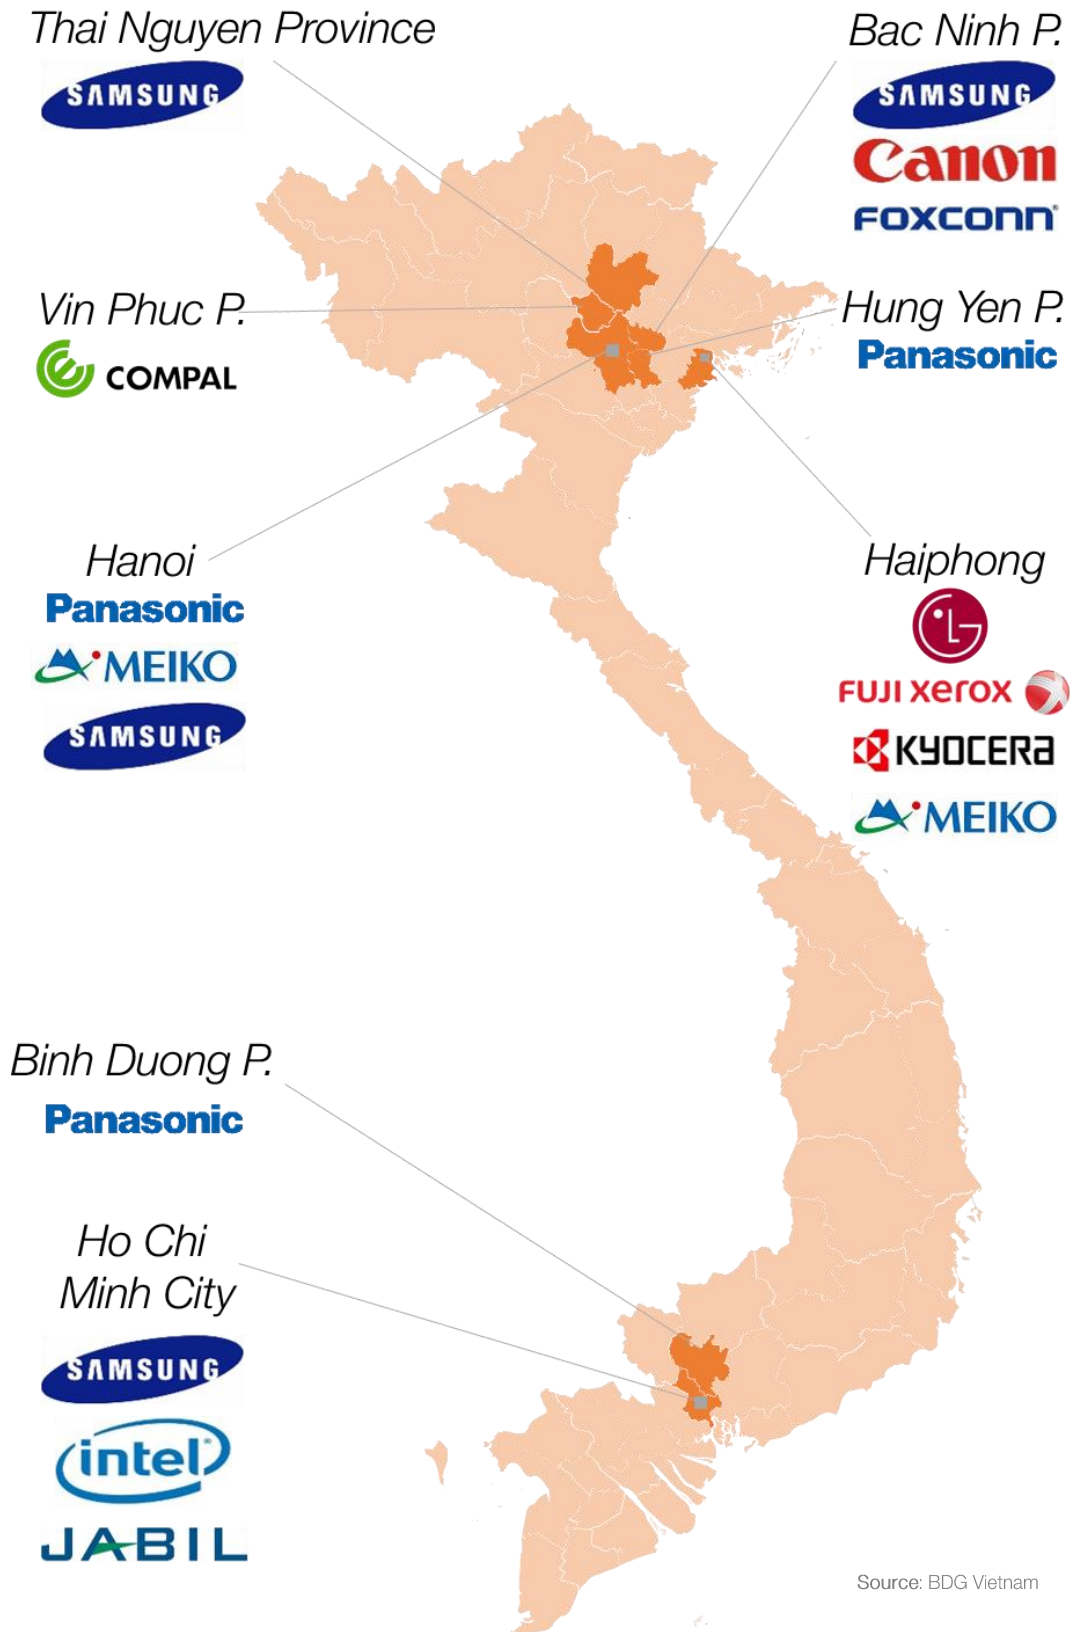 Thai Nguyen Province
SAMSUNG
Bac Ninh P.
SAMSUNG
Canon
FOXCONN
Vin Phuc P.
COMPAL
Hung Yen P.
Panasonic
Hanoi
Panasonic
MEIKO
SAMSUNG
Haiphong
LG
FUJI xerox
KYOCERA
MEIKO
Binh Duong P.
Panasonic
Ho Chi
Minh City
SAMSUNG
intel®
JABIL
Source: BDG Vietnam